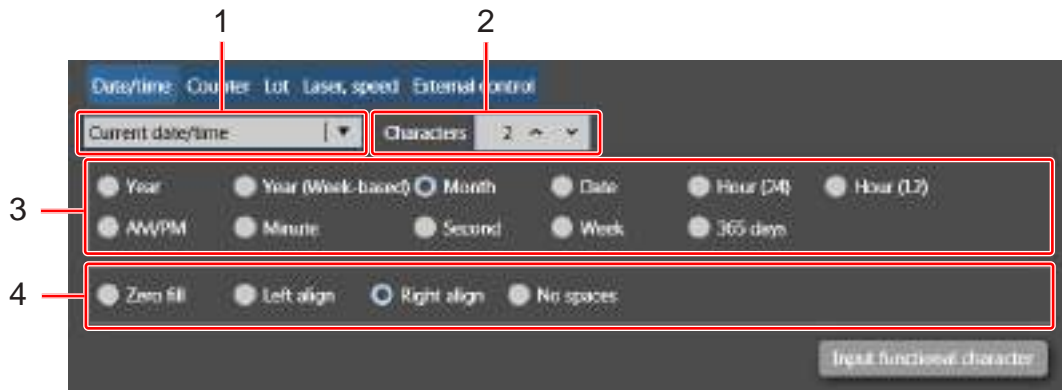 1 2
Date/time Counter Lot Laser, speed External control
Current date/time Characters 2
Year Year (Week-based) Month Date Hour (24) Hour (12)
3
AM/PM Minute Second Week 365 days
4 Zero fill Left align Right align No spaces
Input functional character